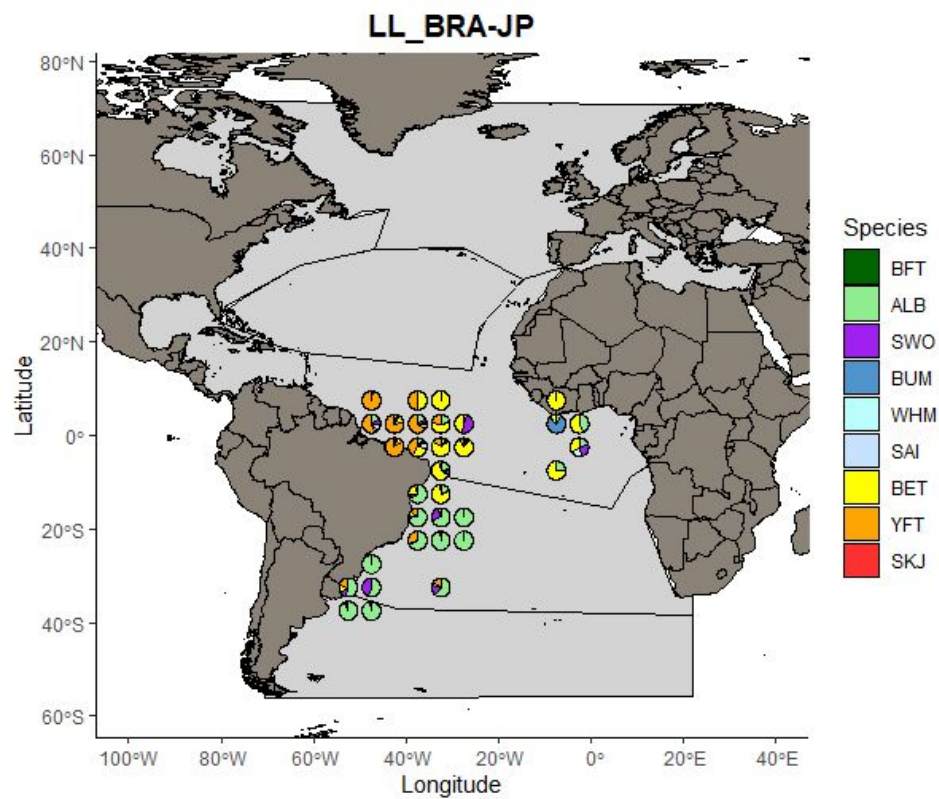 LL_BRA-JP
80°N
60°N
40°N
20°N
0°
20°S
40°S
60°S
Latitude
100°W
80°W
60°W
40°W
20°W
0°
20°E
40°E
Longitude
Species
BFT
ALB
SWO
BUM
WHM
SAI
BET
YFT
SKJ